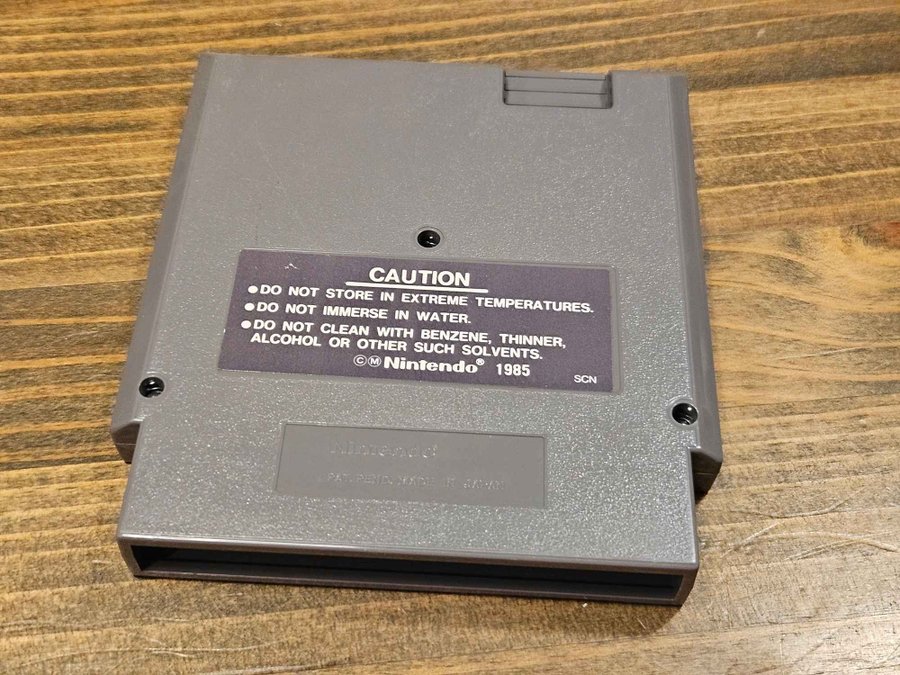 CAUTION
●DO NOT STORE IN EXTREME TEMPERATURES.
●DO NOT IMMERSE IN WATER.
●DO NOT CLEAN WITH BENZENE, THINNER,
ALCOHOL OR OTHER SUCH SOLVENTS.
©Ⓜ Nintendo® 1985
SCN
Nintendo®
PAT. PEND. MADE IN JAPAN